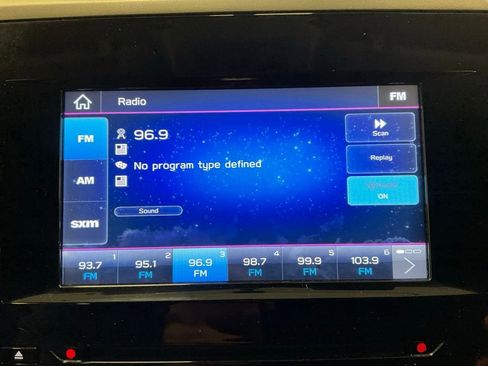 Radio
FM
FM
96.9
Scan
No program type defined
Replay
AM
ON
sxm
Sound
1
93.7
FM
2
95.1
FM
3
96.9
FM
4
98.7
FM
5
99.9
FM
6
103.9
FM